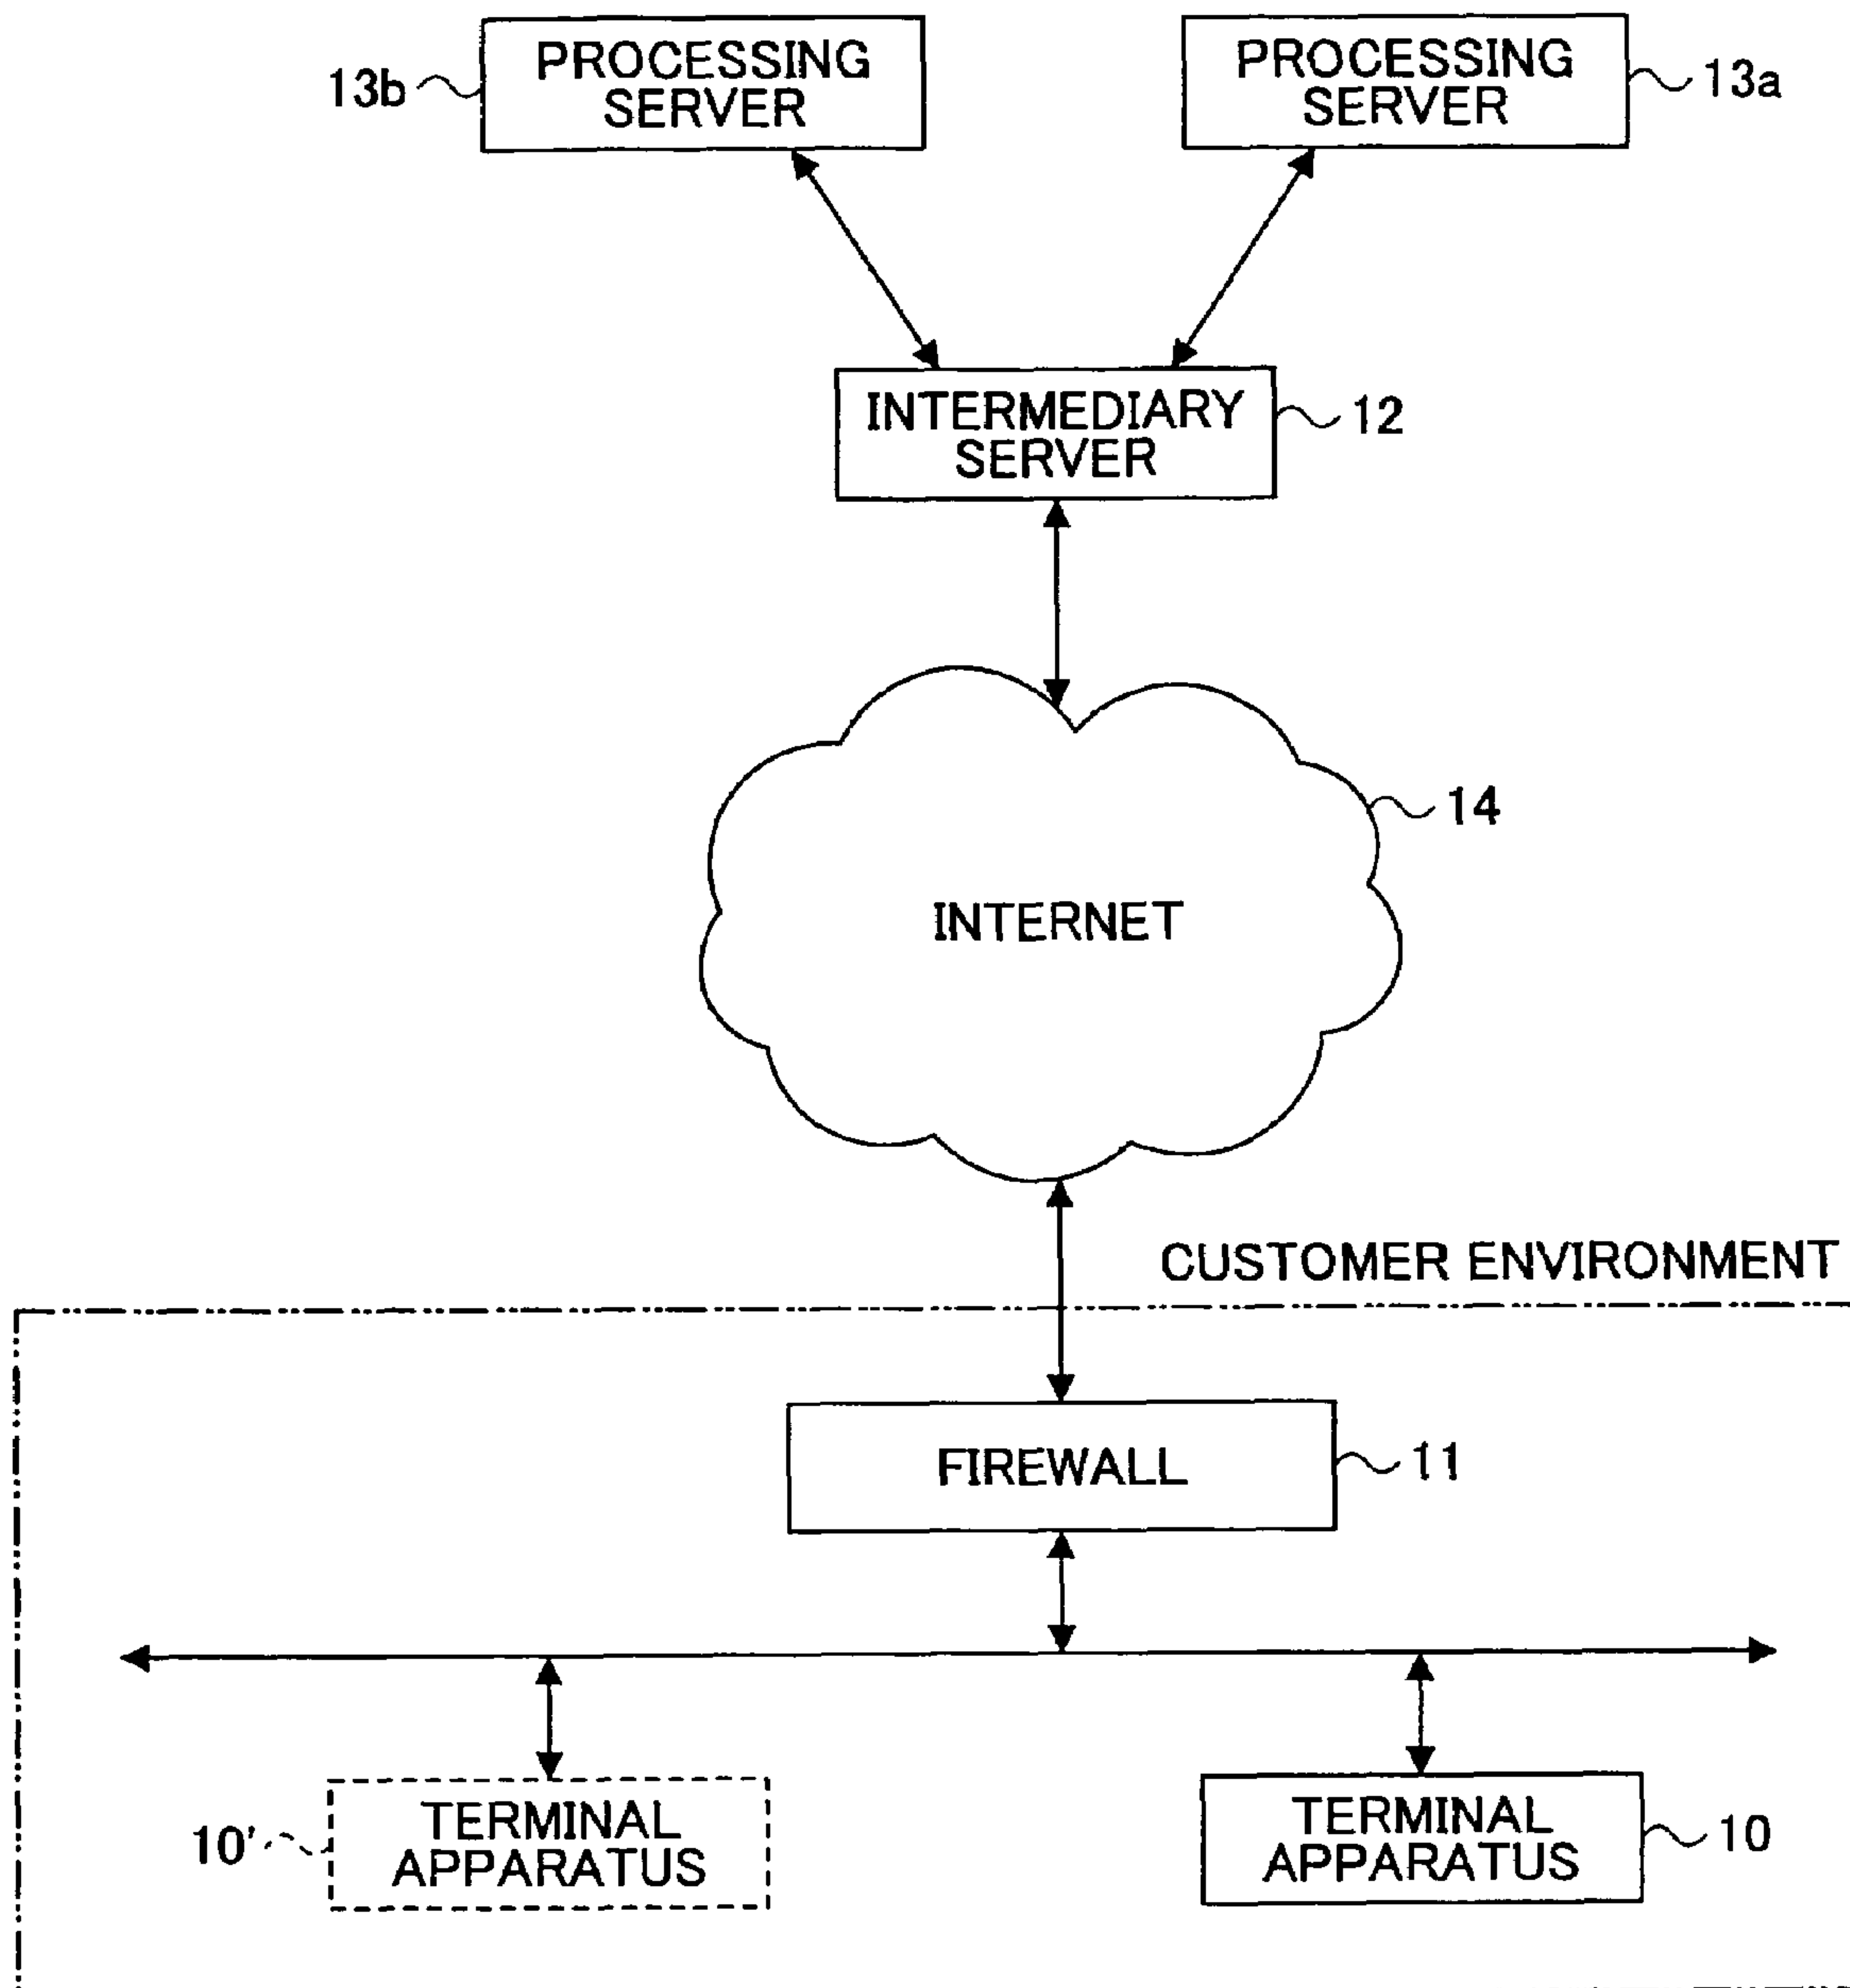 13b
PROCESSING
SERVER
PROCESSING
SERVER
13a
INTERMEDIARY
SERVER
12
14
INTERNET
CUSTOMER ENVIRONMENT
FIREWALL
11
10'
TERMINAL
APPARATUS
TERMINAL
APPARATUS
10